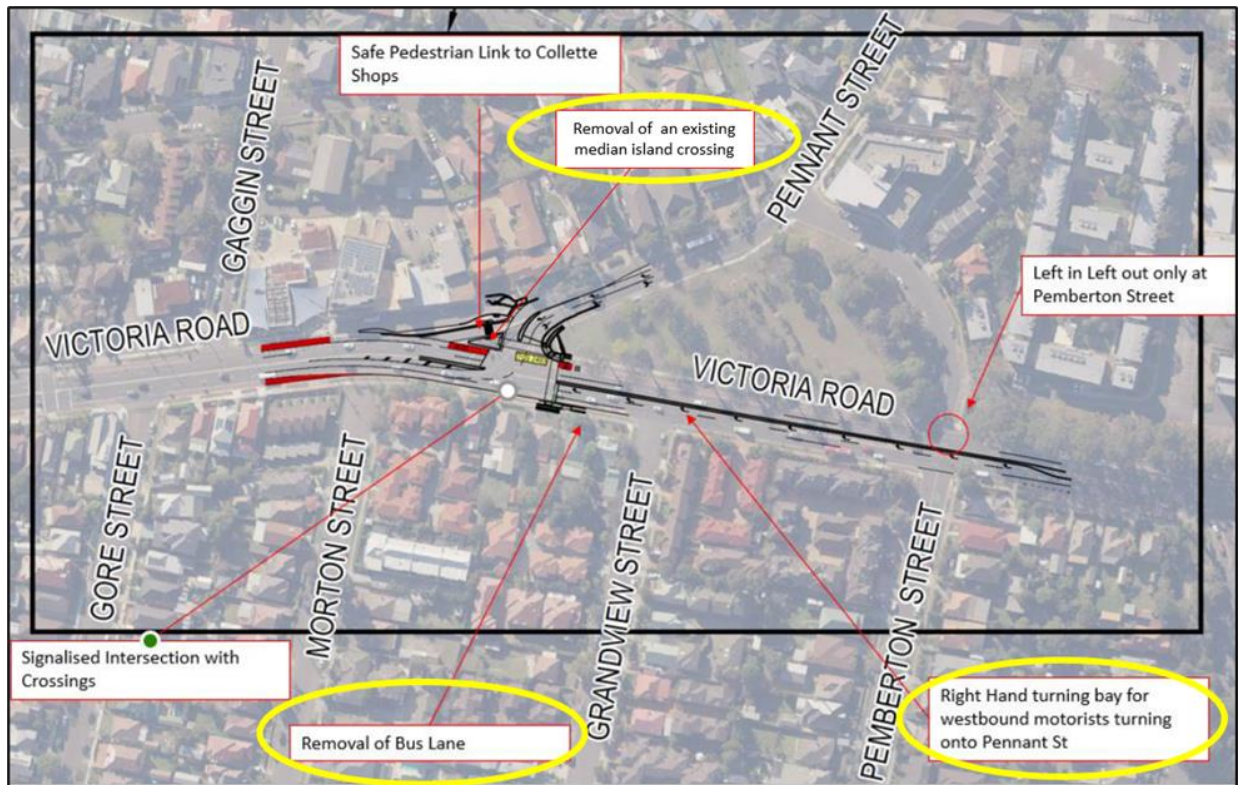 Safe Pedestrian Link to Collette
Shops
Removal of  an existing
median island crossing
PENNANT STREET
GAGGIN STREET
Left in Left out only at
Pemberton Street
VICTORIA ROAD
VICTORIA ROAD
GORE STREET
MORTON STREET
GRANDVIEW STREET
PEMBERTON STREET
Signalised Intersection with
Crossings
Removal of Bus Lane
Right Hand turning bay for
westbound motorists turning
onto Pennant St